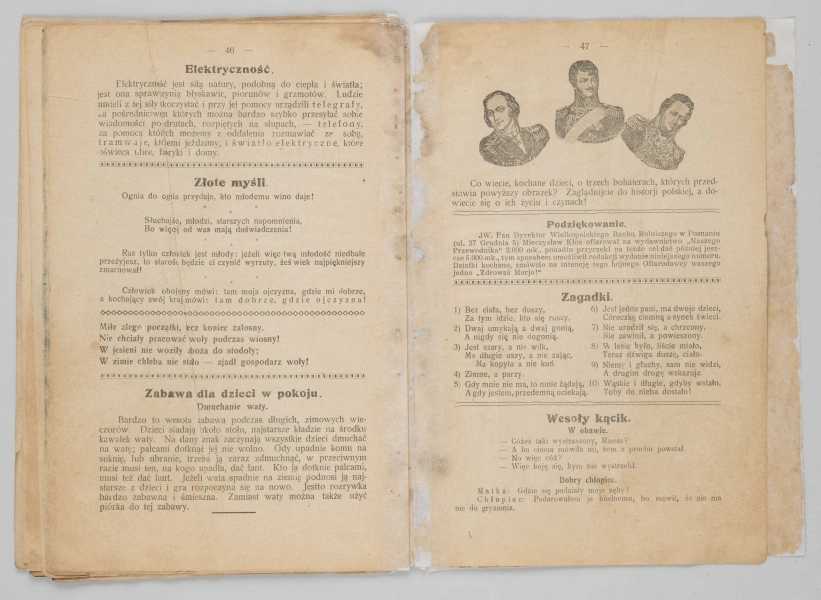 — 46 —
Elektryczność.
Elektryczność jest siłą natury, podobną do ciepła i światła;
jest ona sprawczynią błyskawic, piorunów i grzmotów. Ludzie
umieli z tej siły korzystać i przy jej pomocy urządzili telegrafy,
za pośrednictwem których można bardzo szybko przesyłać sobie
wiadomości po drutach, rozpiętych na słupach, — telefony,
za pomocą których możemy z oddalenia rozmawiać ze sobą,
tramwaje, któremi jeździmy, i światło elektryczne, które
oświeca ulice, fabryki i domy.
Złote myśli.
Ognia do ognia przydaje, kto młodemu wino daje!
Słuchajcie, młodzi, starszych napomnienia,
Bo więcej od was mają doświadczenia!
Raz tylko człowiek jest młody: jeżeli więc twą młodość niedbale
przeżyjesz, to starość będzie ci czynić wyrzuty, żeś wiek najpiękniejszy
zmarnował!
Człowiek obojętny mówi: tam moja ojczyzna, gdzie mi dobrze,
a kochający swój kraj mówi: tam dobrze, gdzie ojczyzna!
Miłe złego początki, lecz koniec żałosny.
Nie chciały pracować woły podczas wiosny!
W jesieni nie woziły zboża do stodoły;
W zimie chleba nie stało — zjadł gospodarz woły!
Zabawa dla dzieci w pokoju.
Dmuchanie waty.
Bardzo to wesoła zabawa podczas długich, zimowych wie-
czorów. Dzieci siadają około stołu, najstarsze kładzie na środku
kawałek waty. Na dany znak zaczynają wszystkie dzieci dmuchać
na watę; palcami dotknąć jej nie wolno. Gdy upadnie komu na
suknię, lub ubranie, trzeba ją zaraz zdmuchnąć, w przeciwnym
razie musi ten, na kogo upadła, dać fant. Kto ją dotknie palcami,
musi też dać fant. Jeżeli wata spadnie na ziemię podnosi ją naj-
starsze z dzieci i gra rozpoczyna się na nowo. Jestto rozrywka
bardzo zabawna i śmieszna. Zamiast waty można także użyć
piórka do tej zabawy.
— 47 —
Co wiecie, kochane dzieci, o trzech bohaterach, których przed-
stawia powyższy obrazek? Zaglądnijcie do historji polskiej, a do-
wiecie się o ich życiu i czynach!
Podziękowanie.
JW. Pan Dyrektor Wielkopolskiego Banku Rolniczego w Poznaniu
(ul. 27 Grudnia 5) Mieczysław Kłos ofiarował na wydawnictwo „Naszego
Przewodnika" 2.000 mk., ponadto przyrzekł na tenże cel dać później jesz-
cze 5.000 mk., tym sposobem umożliwił redakcji wydanie niniejszego numeru.
Dziatki kochane, zmówcie na intencję tego hojnego Ofiarodawcy waszego
jedno „Zdrowaś Marjo!"
Zagadki.
1) Bez ciała, bez duszy,
Za tym idzie, kto się ruszy.
2) Dwaj umykają a dwaj gonią,
A nigdy się nie dogonią.
3) Jest szary, a nie wilk,
Ma długie uszy, a nie zając,
Ma kopyta a nie koń.
4) Zimne, a parzy.
5) Gdy mnie nie ma, to mnie żądają,
A gdy jestem, przedemną uciekają.
6) Jest jedna pani, ma dwoje dzieci,
Córeczkę ciemną a synek świeci.
7) Nie urodził się, a chrzczony,
Nie zawinił, a powieszony.
8) W lesie było, liście miało,
Teraz dźwiga duszę, ciało.
9) Niemy i głuchy, sam nie widzi,
A drugim drogę wskazuje.
10) Wąskie i długie, gdyby wstało,
Toby do nieba dostało!
Wesoły kącik.
W obawie.
— Cóżeś taki wystraszony, Miosiu?
— A bo ciocia mówiła mi, żem z prochu powstał.
— No więc cóż?
— Więc boję się, bym nie wystrzelił.
Dobry chłopiec.
Matka: Gdzie się podziały moje zęby?
Chłopiec: Podarowałem je biednemu, bo mówił, że nie ma
nic do gryzienia.